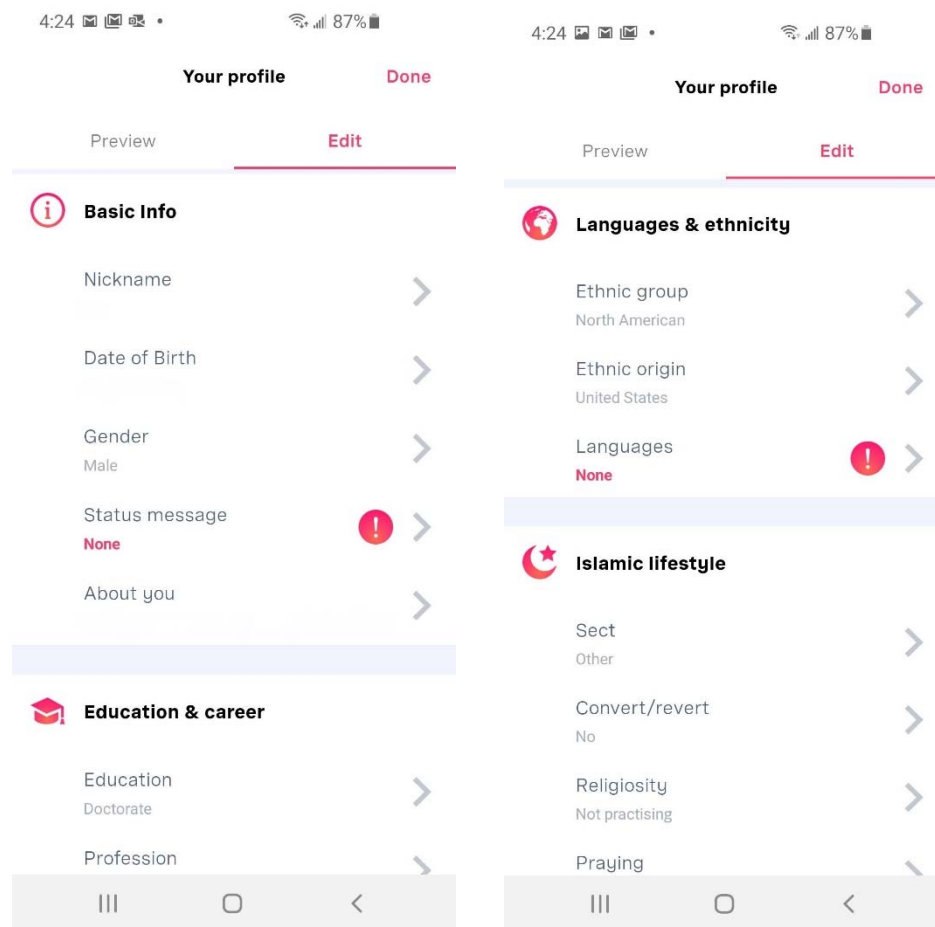 4:24 87%
Your profile Done
Preview Edit
Basic Info
Nickname
Date of Birth
Gender
Male
Status message
None
About you
Education & career
Education
Doctorate
Profession
4:24 87%
Your profile Done
Preview Edit
Languages & ethnicity
Ethnic group
North American
Ethnic origin
United States
Languages
None
Islamic lifestyle
Sect
Other
Convert/revert
No
Religiosity
Not practising
Praying